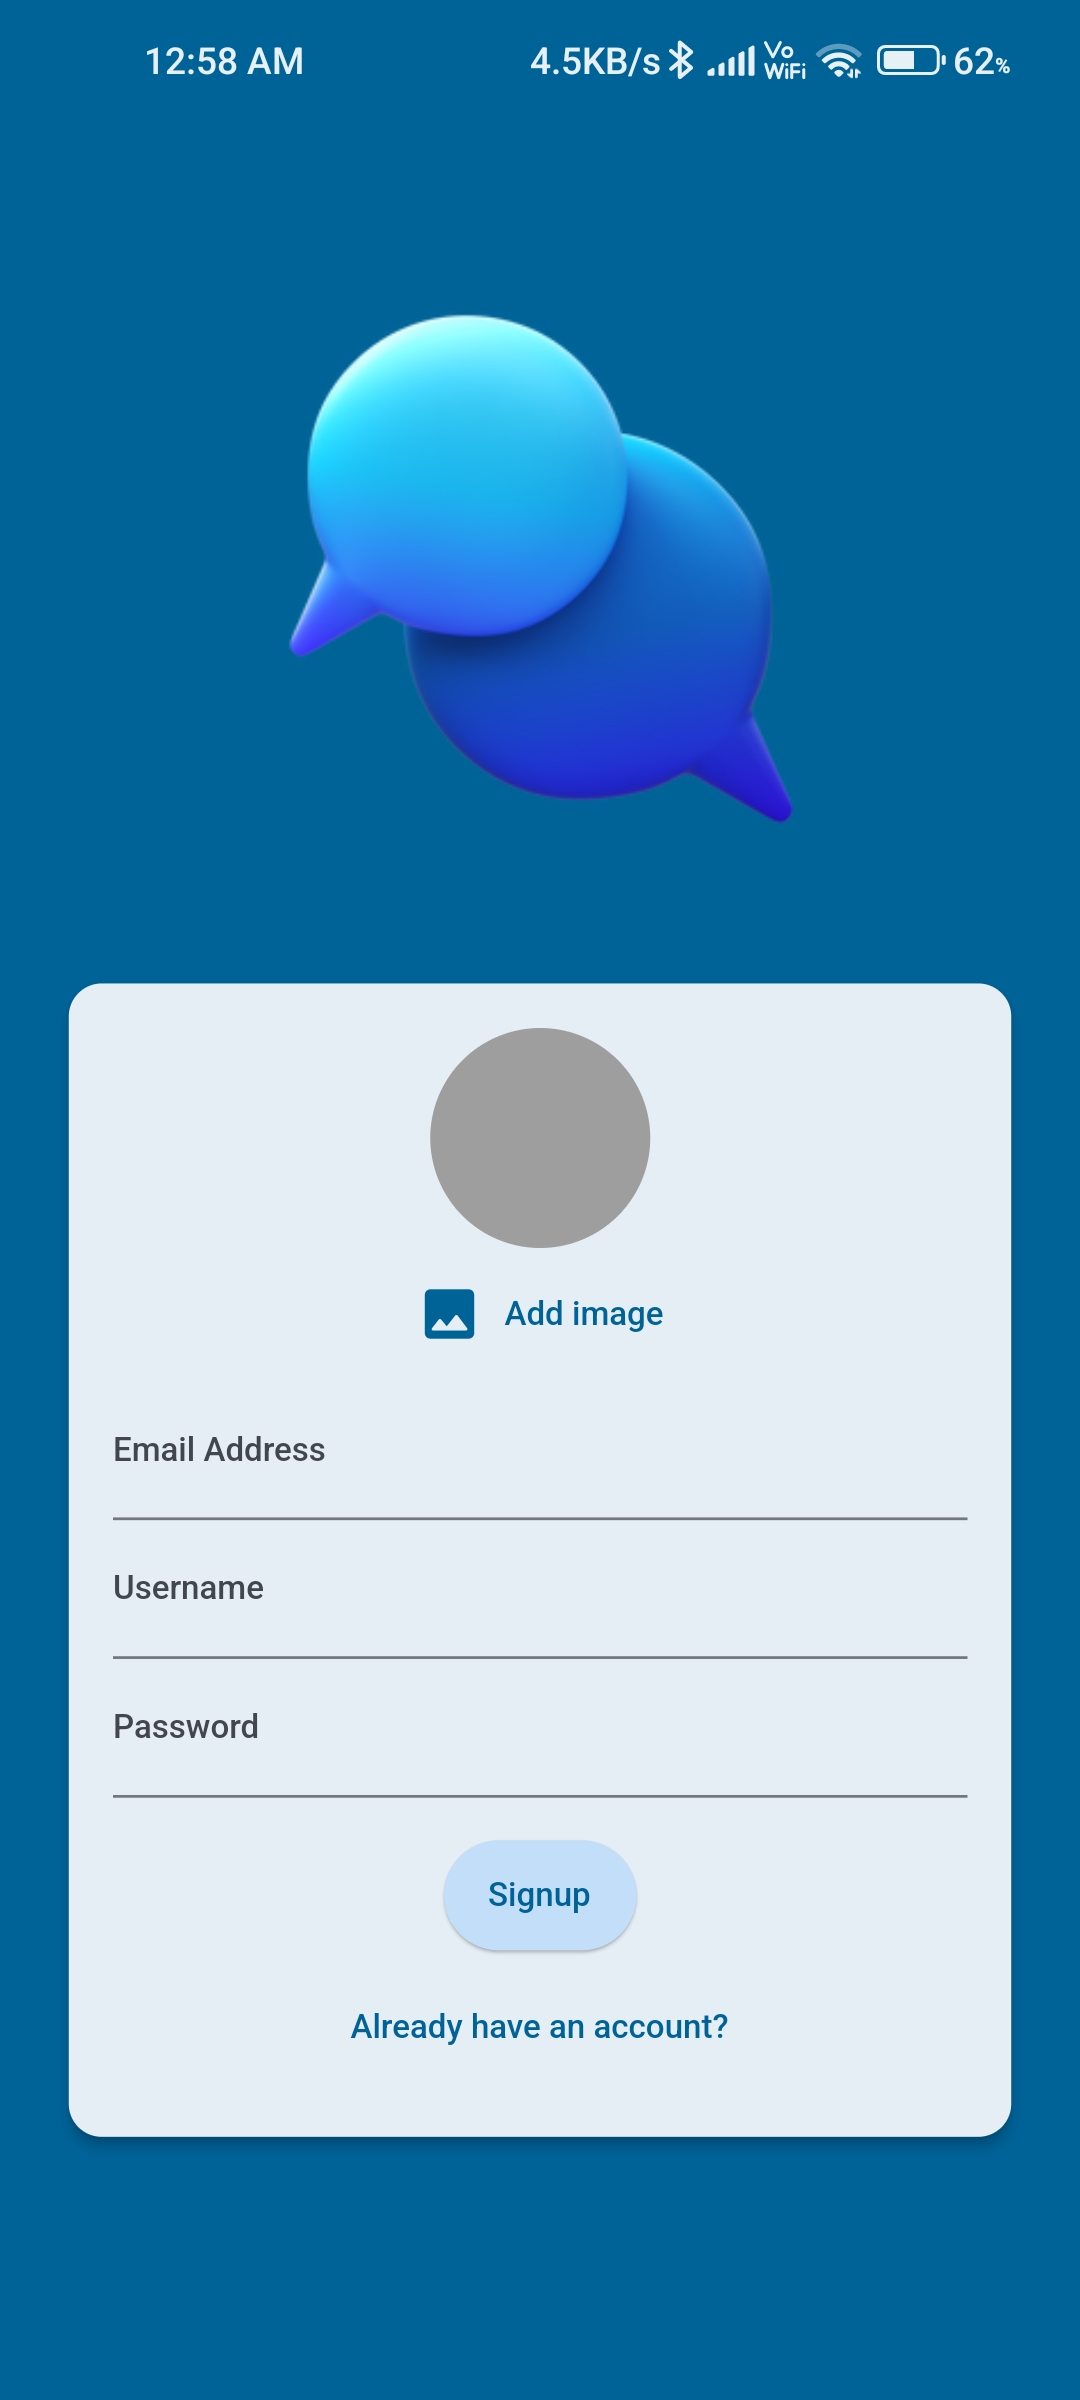 12:58 AM 4.5KB/s Vo WiFi 62%
Add image
Email Address
Username
Password
Signup
Already have an account?